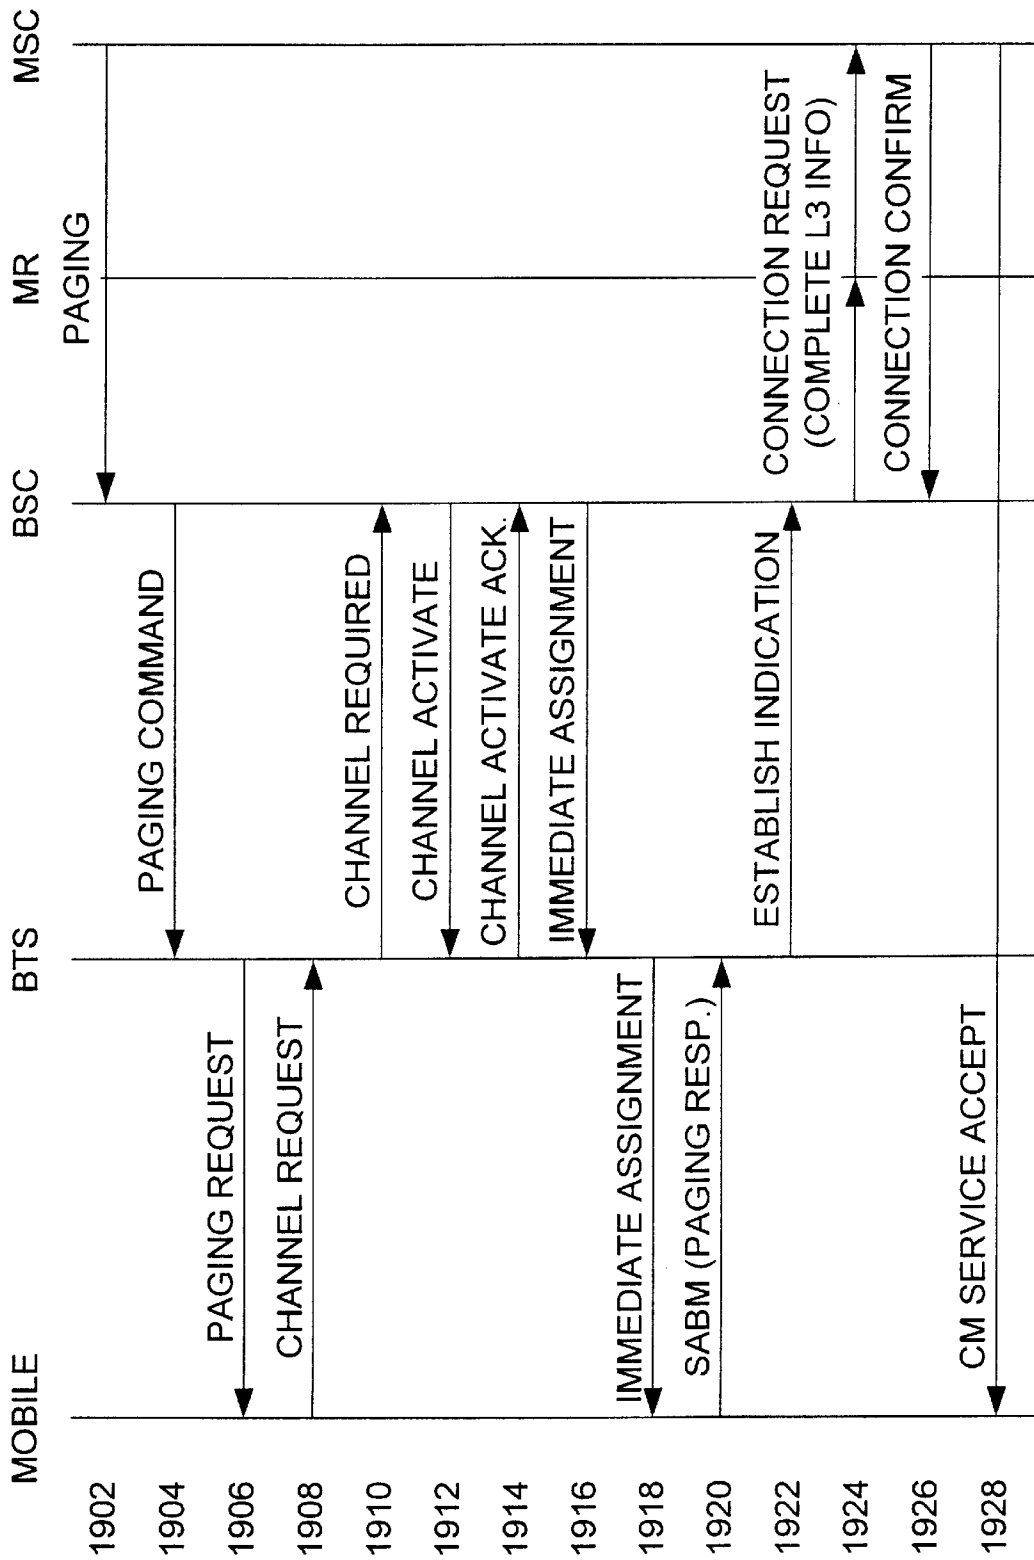 MOBILE
BTS
BSC
MR
MSC
1902
PAGING
1904
PAGING COMMAND
1906
PAGING REQUEST
1908
CHANNEL REQUEST
1910
CHANNEL REQUIRED
1912
CHANNEL ACTIVATE
1914
CHANNEL ACTIVATE ACK.
1916
IMMEDIATE ASSIGNMENT
1918
IMMEDIATE ASSIGNMENT
1920
SABM (PAGING RESP.)
1922
ESTABLISH INDICATION
1924
CONNECTION REQUEST
(COMPLETE L3 INFO)
1926
CONNECTION CONFIRM
1928
CM SERVICE ACCEPT